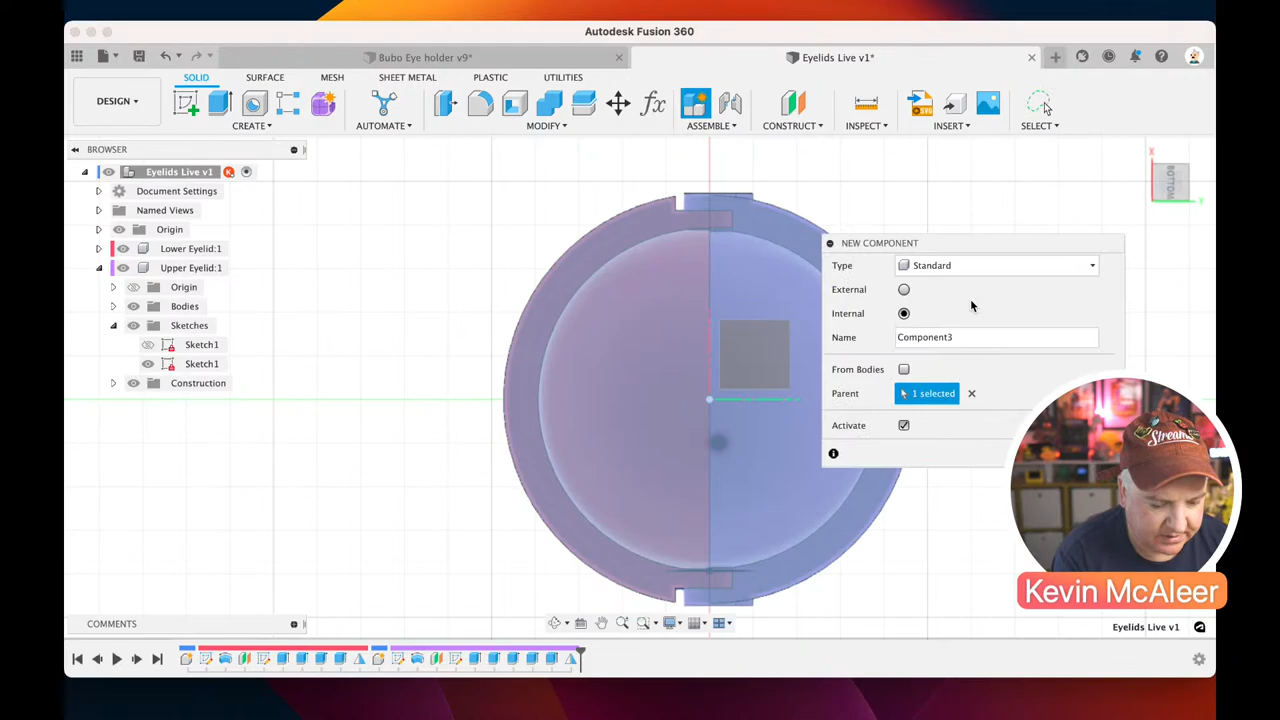 Autodesk Fusion 360
Bubo Eye holder v9*
Eyelids Live v1*
DESIGN
SOLID SURFACE MESH SHEET METAL PLASTIC UTILITIES
CREATE AUTOMATE MODIFY ASSEMBLE CONSTRUCT INSPECT INSERT SELECT
BROWSER
Eyelids Live v1
K
Document Settings
Named Views
Origin
Lower Eyelid:1
Upper Eyelid:1
Origin
Bodies
Sketches
Sketch1
Sketch1
Construction
X
BOTTOM
Y
NEW COMPONENT
Type Standard
External
Internal
Name Component3
From Bodies
Parent 1 selected
Activate
Streams
Kevin McAleer
COMMENTS
Eyelids Live v1